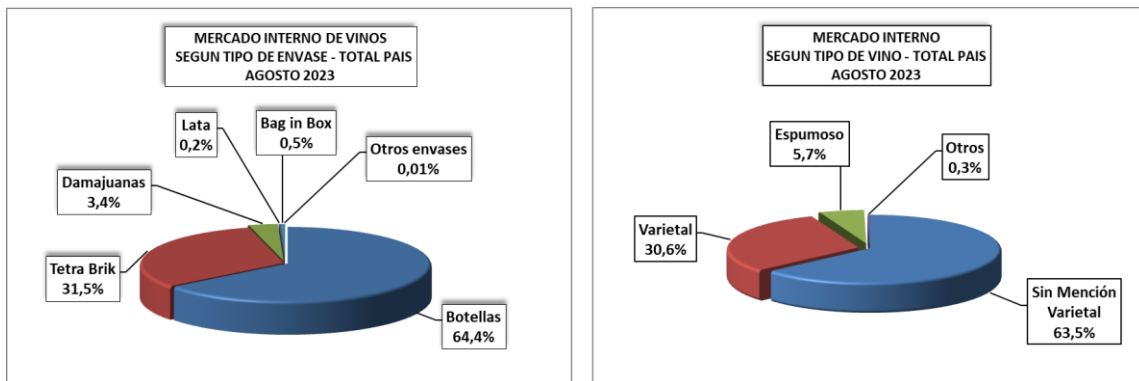 MERCADO INTERNO DE VINOS
SEGUN TIPO DE ENVASE - TOTAL PAIS
AGOSTO 2023
Lata
0,2%
Bag in Box
0,5%
Otros envases
0,01%
Damajuanas
3,4%
Tetra Brik
31,5%
Botellas
64,4%
MERCADO INTERNO
SEGUN TIPO DE VINO - TOTAL PAIS
AGOSTO 2023
Espumoso
5,7%
Otros
0,3%
Varietal
30,6%
Sin Mención
Varietal
63,5%